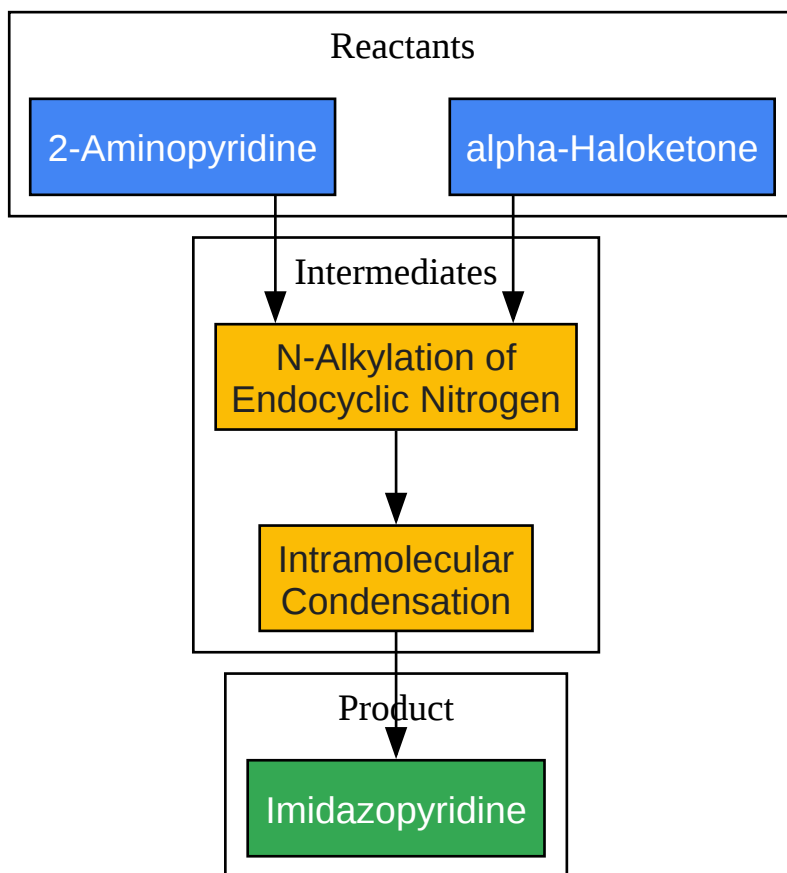 Reactants
2-Aminopyridine
alpha-Haloketone
Intermediates
N-Alkylation of
Endocyclic Nitrogen
Intramolecular
Condensation
Product
Imidazopyridine